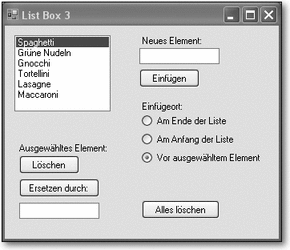 List Box 3
Spaghetti
Grüne Nudeln
Gnocchi
Tortellini
Lasagne
Maccaroni
Neues Element:
Einfügen
Einfügeort:
Am Ende der Liste
Am Anfang der Liste
Vor ausgewähltem Element
Ausgewähltes Element:
Löschen
Ersetzen durch:
Alles löschen